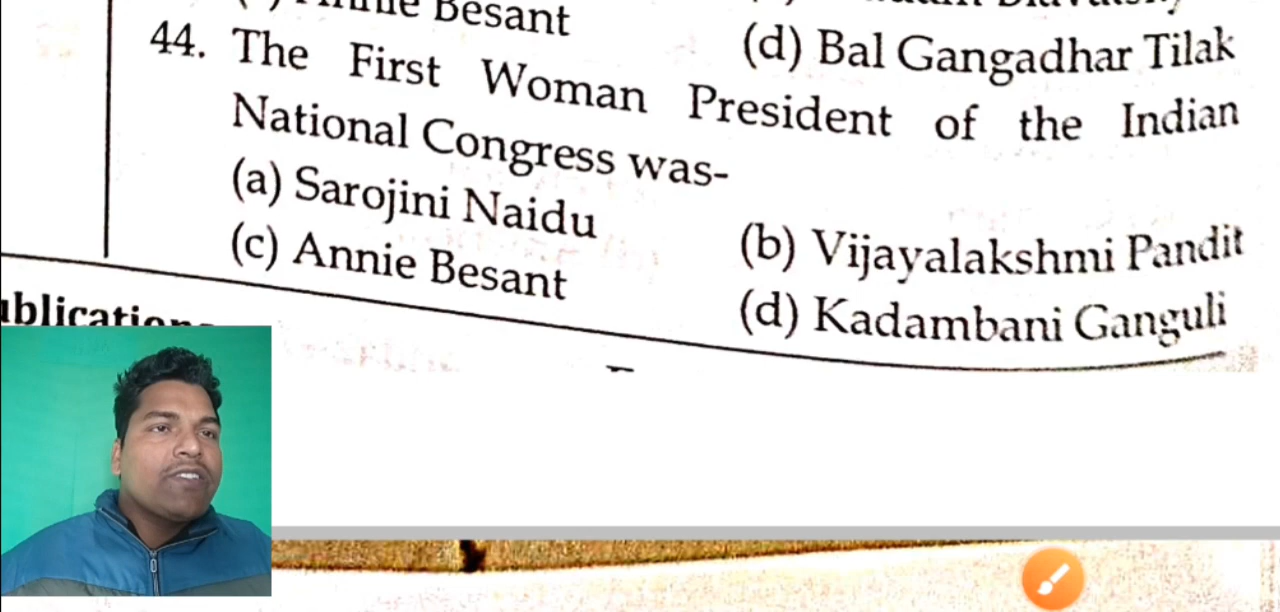 Besant
(d) Bal Gangadhar Tilak
44. The First Woman President of the Indian
National Congress was-
(a) Sarojini Naidu
(b) Vijayalakshmi Pandit
(c) Annie Besant
(d) Kadambani Ganguli